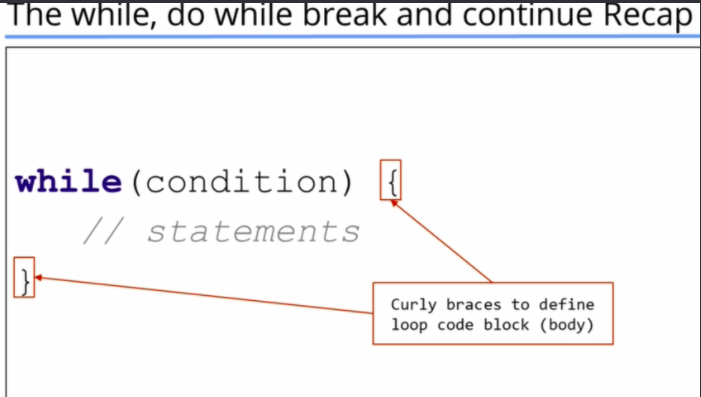 The while, do while break and continue Recap
while(condition) {
// statements
}
Curly braces to define
loop code block (body)